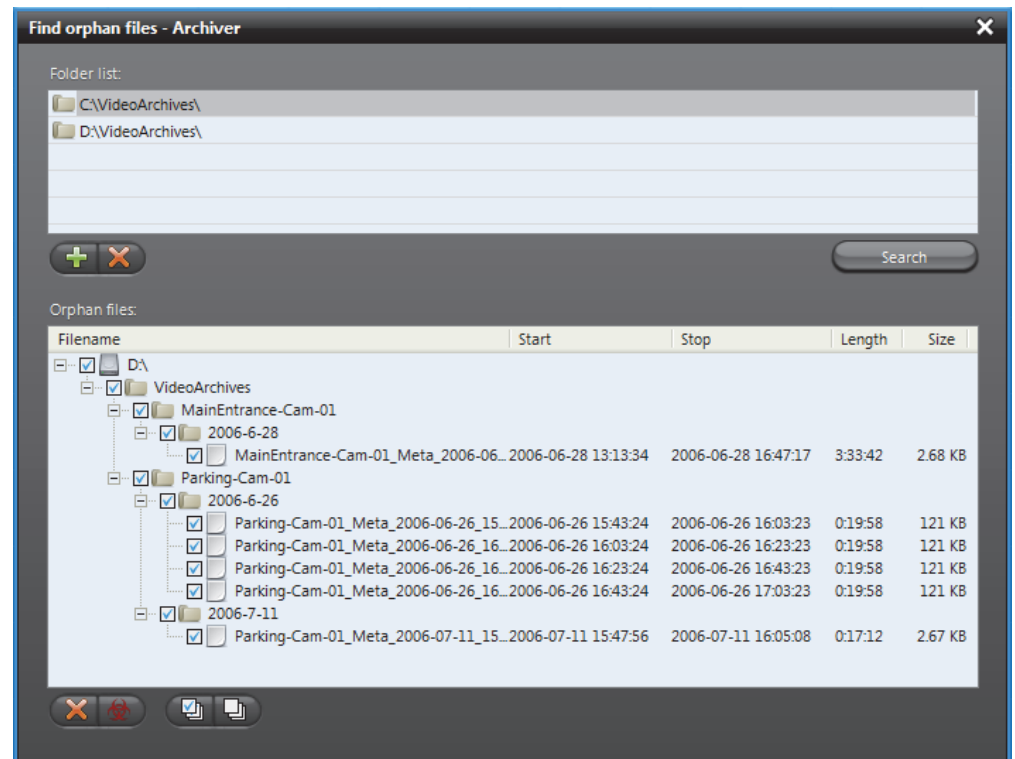 Find orphan files - Archiver
Folder list:
C:\VideoArchives\
D:\VideoArchives\
Search
Orphan files:
Filename Start Stop Length Size
D:\
VideoArchives
MainEntrance-Cam-01
2006-6-28
MainEntrance-Cam-01_Meta_2006-06... 2006-06-28 13:13:34 2006-06-28 16:47:17 3:33:42 2.68 KB
Parking-Cam-01
2006-6-26
Parking-Cam-01_Meta_2006-06-26_15... 2006-06-26 15:43:24 2006-06-26 16:03:23 0:19:58 121 KB
Parking-Cam-01_Meta_2006-06-26_16... 2006-06-26 16:03:24 2006-06-26 16:23:23 0:19:58 121 KB
Parking-Cam-01_Meta_2006-06-26_16... 2006-06-26 16:23:24 2006-06-26 16:43:23 0:19:58 121 KB
Parking-Cam-01_Meta_2006-06-26_16... 2006-06-26 16:43:24 2006-06-26 17:03:23 0:19:58 121 KB
2006-7-11
Parking-Cam-01_Meta_2006-07-11_15... 2006-07-11 15:47:56 2006-07-11 16:05:08 0:17:12 2.67 KB